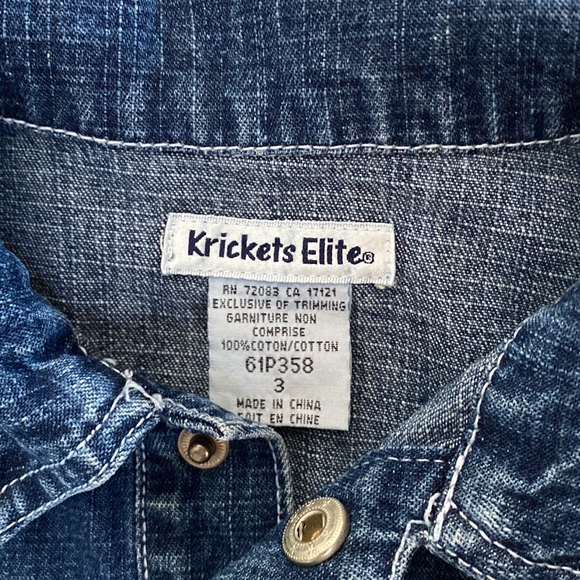 Krickets Elite®
RN 72083 CA 17121
EXCLUSIVE OF TRIMMING
GARNITURE NON
COMPRISE
100%COTON/COTTON
61P358
3
MADE IN CHINA
FAIT EN CHINE